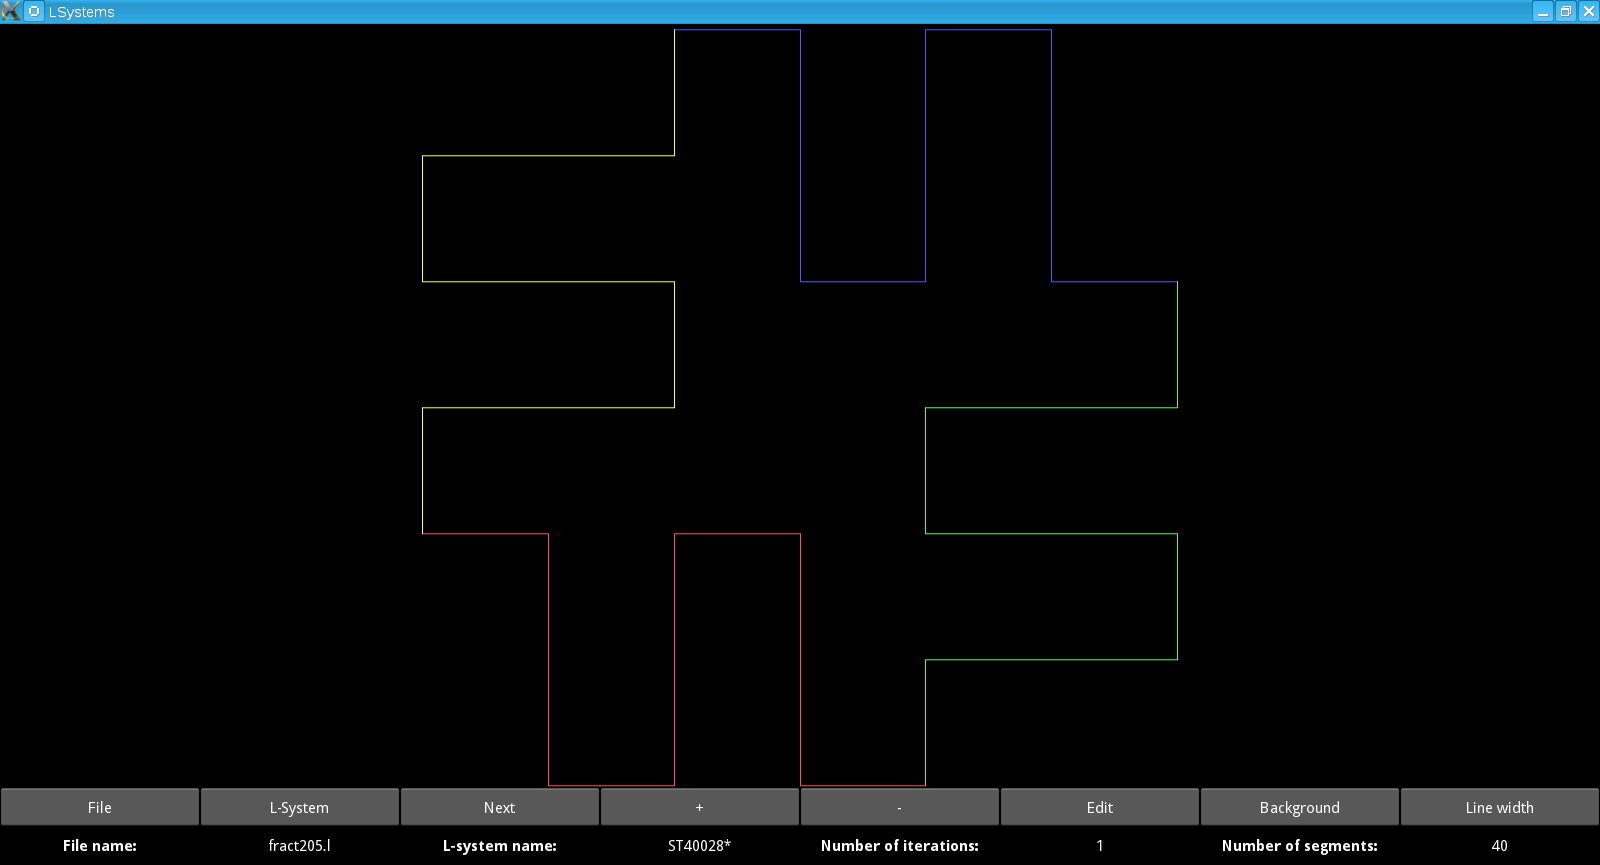 LSystems
File L-System Next + - Edit Background Line width
File name: fract205.l L-system name: ST40028* Number of iterations: 1 Number of segments: 40